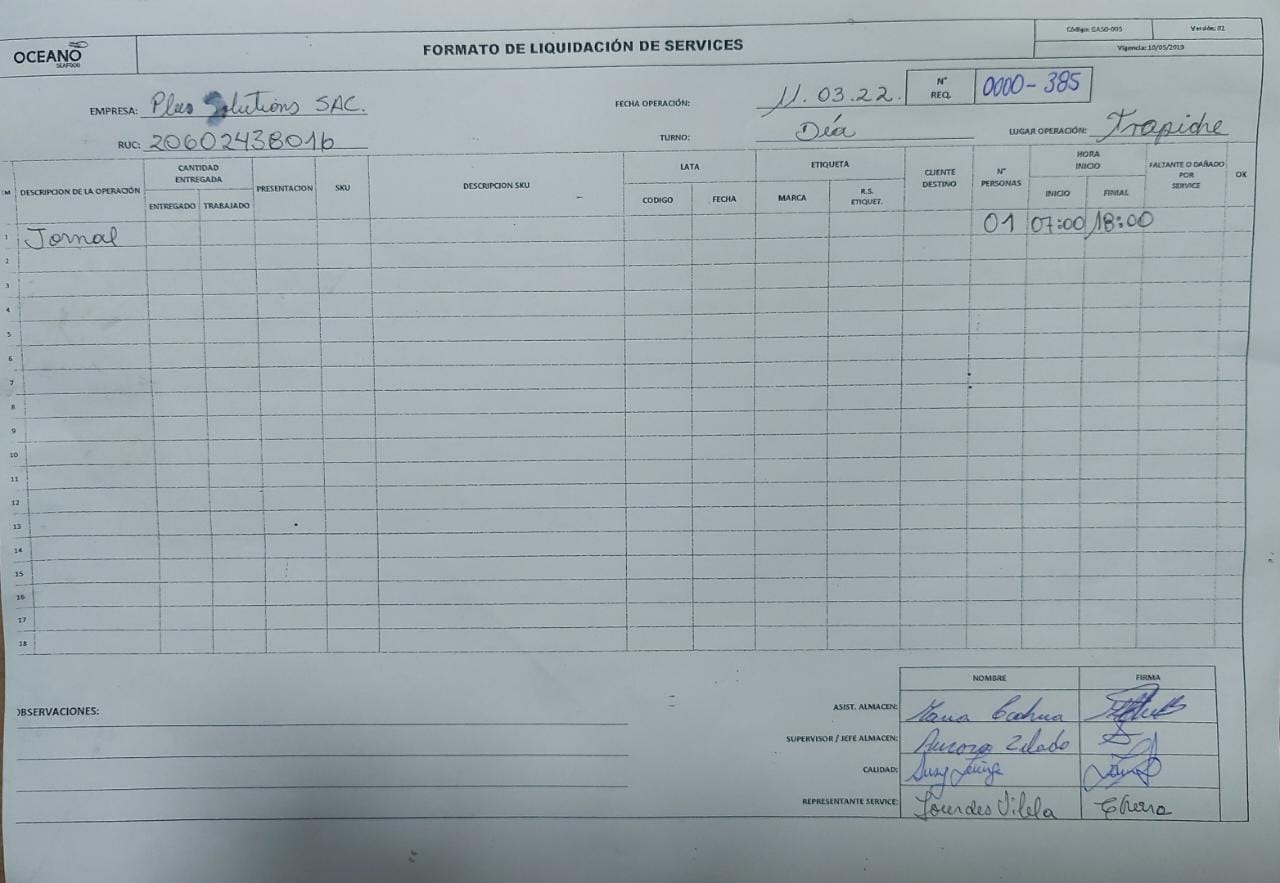 OCEANO
SEAFOOD
FORMATO DE LIQUIDACIÓN DE SERVICES
Código: GASO-005 Versión: 02
Vigencia: 10/05/2019
EMPRESA: Plus Solutions SAC.
FECHA OPERACIÓN: 11.03.22.
N° REQ. 0000-385
RUC: 20602438016
TURNO: Día
LUGAR OPERACIÓN: Trapiche
DESCRIPCION DE LA OPERACIÓN CANTIDAD ENTREGADA PRESENTACION SKU DESCRIPCION SKU LATA ETIQUETA CLIENTE DESTINO N° PERSONAS HORA INICIO FALTANTE O DAÑADO POR SERVICE OK
ENTREGADO TRABAJADO CODIGO FECHA MARCA R.S. ETIQUET. INICIO FINIAL
1 Jornal 01 07:00 18:00
2
3
4
5
6
7
8
9
10
11
12
13
14
15
16
17
18
NOMBRE FIRMA
OBSERVACIONES:
ASIST. ALMACEN: Maria
SUPERVISOR / JEFE ALMACEN: Aurora
CALIDAD: Susy
REPRESENTANTE SERVICE: Lourdes Vilela